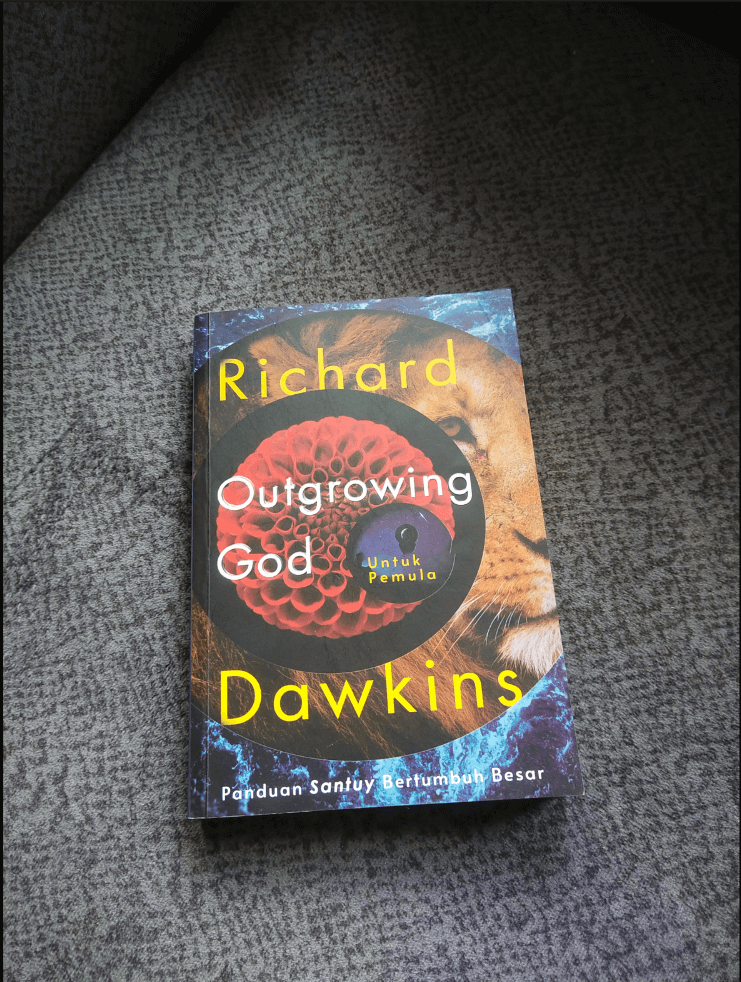 Richard
Outgrowing
God
Untuk
Pemula
Dawkins
Panduan Santuy Bertumbuh Besar